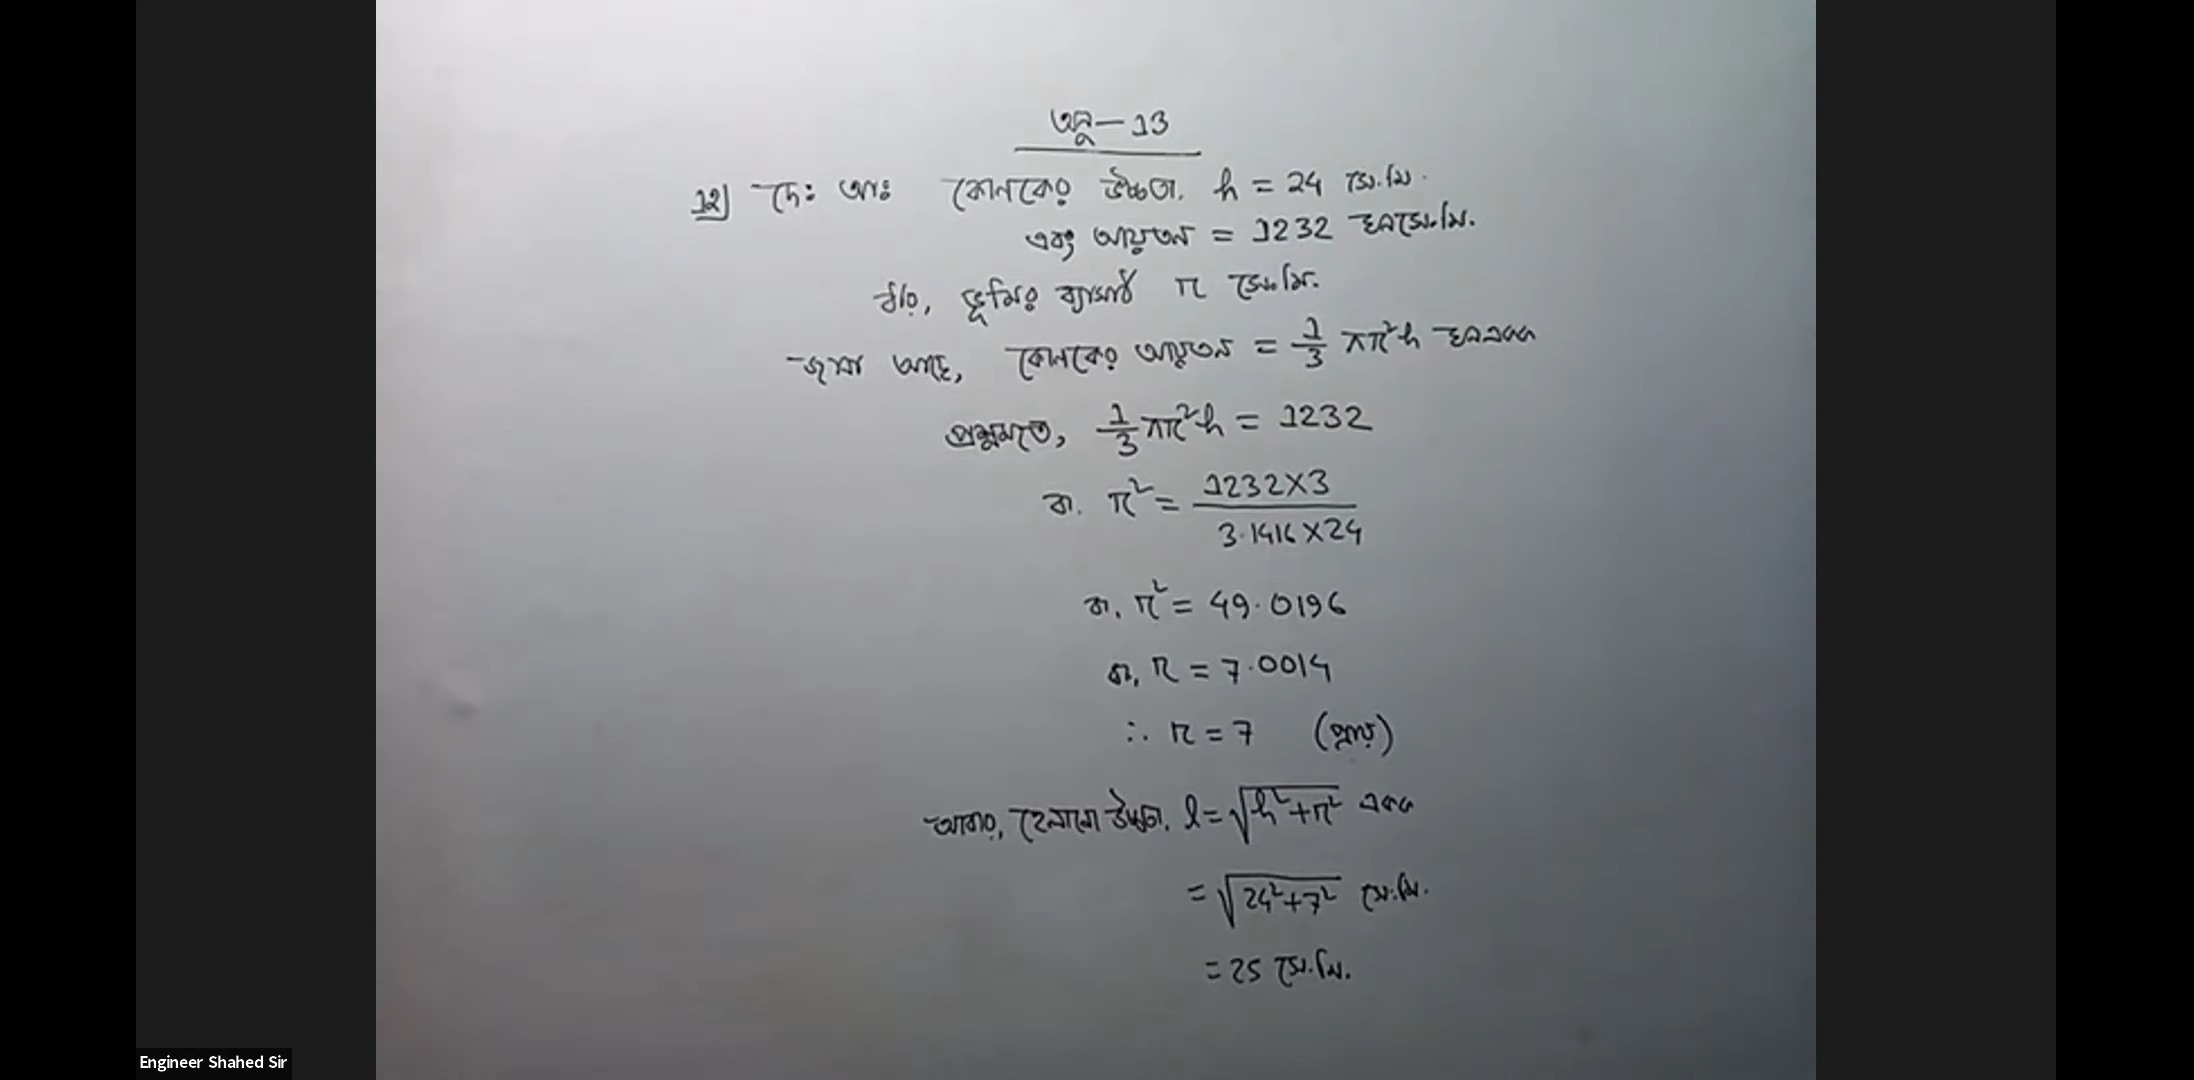 অনু — 13
12) দেঃ আঃ কোনকের উচ্চতা, h = 24 সে.মি.
এবং আয়তন = 1232 ঘনসে.মি.
ধরি, ভূমির ব্যাসার্ধ r সে.মি.
জানা আছে, কোনকের আয়তন = 1/3 πr²h ঘনএকক
প্রশ্নমতে, 1/3 πr²h = 1232
বা, r² = 1232×3 / 3.1416×24
বা, r² = 49.0196
বা, r = 7.0014
∴ r = 7 (প্রায়)
আবার, হেলানো উচ্চতা, l = √h²+r² একক
= √24²+7² সে.মি.
= 25 সে.মি.
Engineer Shahed Sir